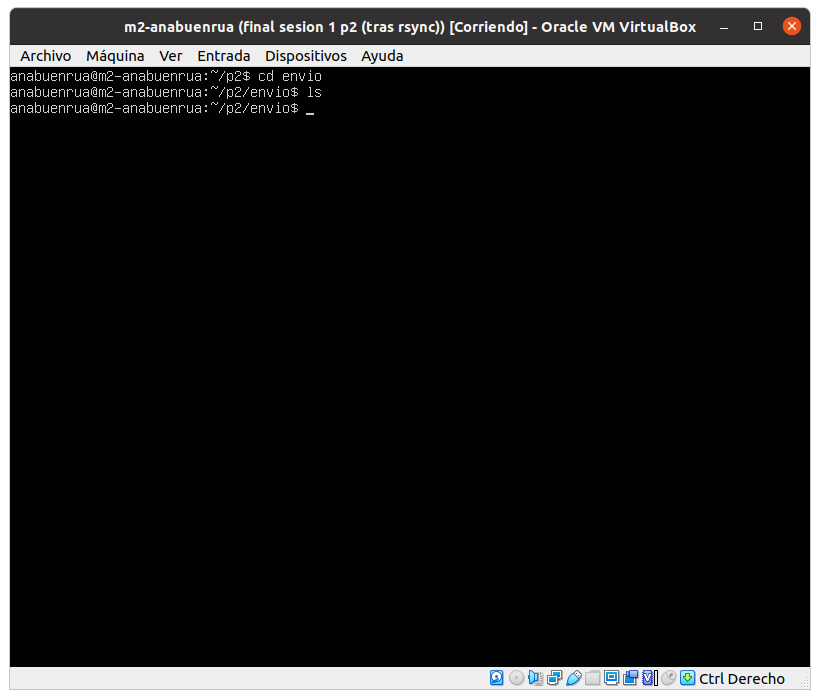 m2-anabuenrua (final sesion 1 p2 (tras rsync)) [Corriendo] - Oracle VM VirtualBox
Archivo Máquina Ver Entrada Dispositivos Ayuda
anabuenrua@m2-anabuenrua:~/p2$ cd envio
anabuenrua@m2-anabuenrua:~/p2/envio$ ls
anabuenrua@m2-anabuenrua:~/p2/envio$ _
Ctrl Derecho